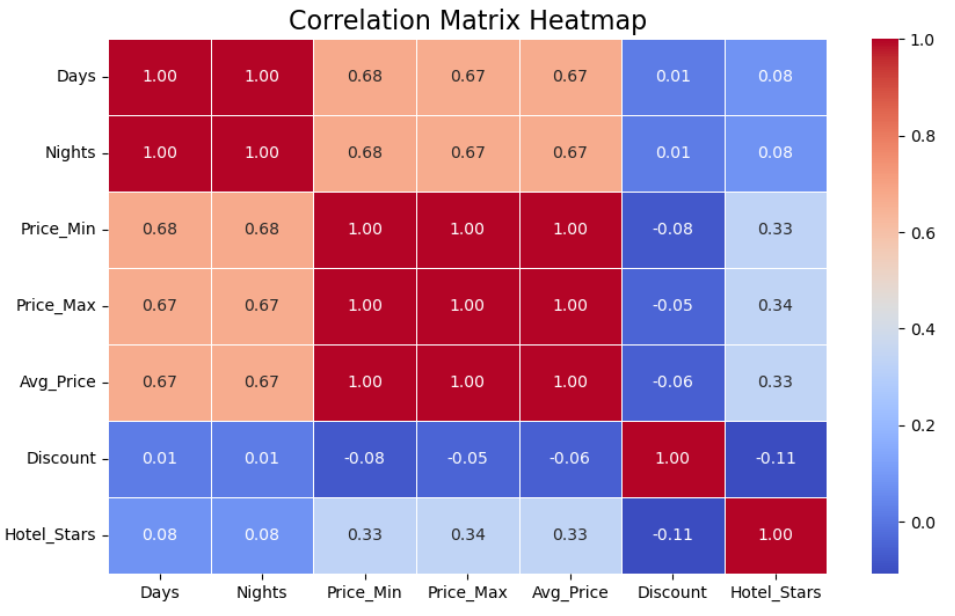 Correlation Matrix Heatmap
Days 1.00 1.00 0.68 0.67 0.67 0.01 0.08
Nights 1.00 1.00 0.68 0.67 0.67 0.01 0.08
Price_Min 0.68 0.68 1.00 1.00 1.00 -0.08 0.33
Price_Max 0.67 0.67 1.00 1.00 1.00 -0.05 0.34
Avg_Price 0.67 0.67 1.00 1.00 1.00 -0.06 0.33
Discount 0.01 0.01 -0.08 -0.05 -0.06 1.00 -0.11
Hotel_Stars 0.08 0.08 0.33 0.34 0.33 -0.11 1.00
Days Nights Price_Min Price_Max Avg_Price Discount Hotel_Stars
1.0
0.8
0.6
0.4
0.2
0.0